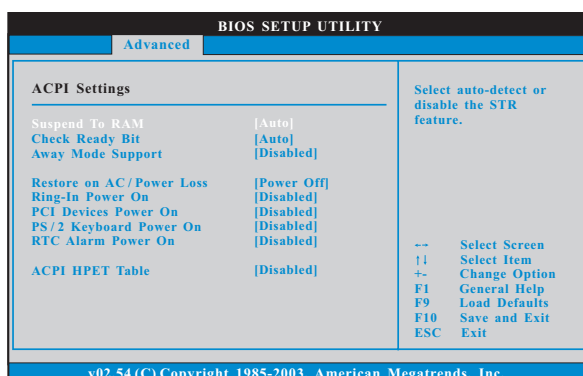 BIOS SETUP UTILITY
Advanced
ACPI Settings
Suspend To RAM [Auto]
Check Ready Bit [Auto]
Away Mode Support [Disabled]
Restore on AC / Power Loss [Power Off]
Ring-In Power On [Disabled]
PCI Devices Power On [Disabled]
PS / 2 Keyboard Power On [Disabled]
RTC Alarm Power On [Disabled]
ACPI HPET Table [Disabled]
Select auto-detect or
disable the STR
feature.
←→ Select Screen
↑↓ Select Item
+- Change Option
F1 General Help
F9 Load Defaults
F10 Save and Exit
ESC Exit
v02.54 (C) Copyright 1985-2003, American Megatrends, Inc.